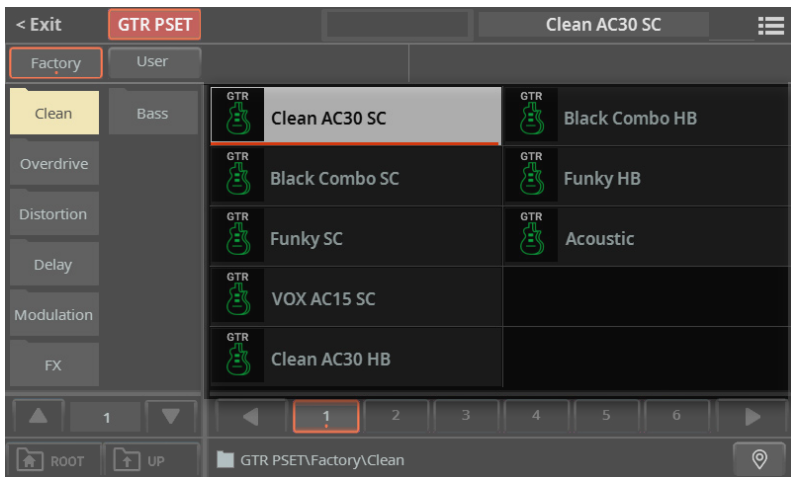 < Exit GTR PSET Clean AC30 SC
Factory User
Clean Bass
Overdrive
Distortion
Delay
Modulation
FX
GTR Clean AC30 SC
GTR Black Combo HB
GTR Black Combo SC
GTR Funky HB
GTR Funky SC
GTR Acoustic
GTR VOX AC15 SC
GTR Clean AC30 HB
1
1 2 3 4 5 6
ROOT UP
GTR PSET\Factory\Clean